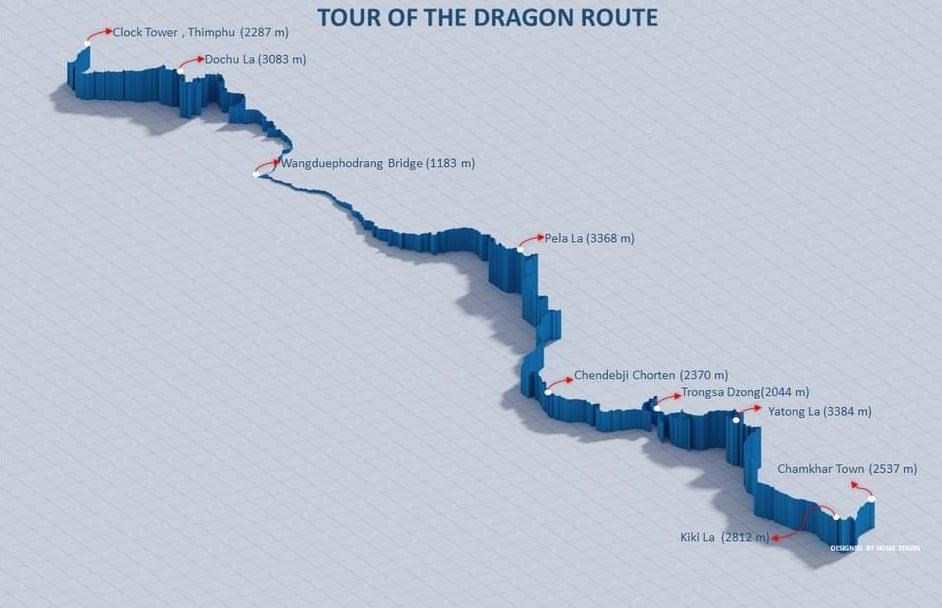 TOUR OF THE DRAGON ROUTE
Clock Tower , Thimphu (2287 m)
Dochu La (3083 m)
Wangduephodrang Bridge (1183 m)
Pela La (3368 m)
Chendebji Chorten (2370 m)
Trongsa Dzong(2044 m)
Yatong La (3384 m)
Chamkhar Town (2537 m)
Kiki La (2812 m)
DESIGNED BY HOME